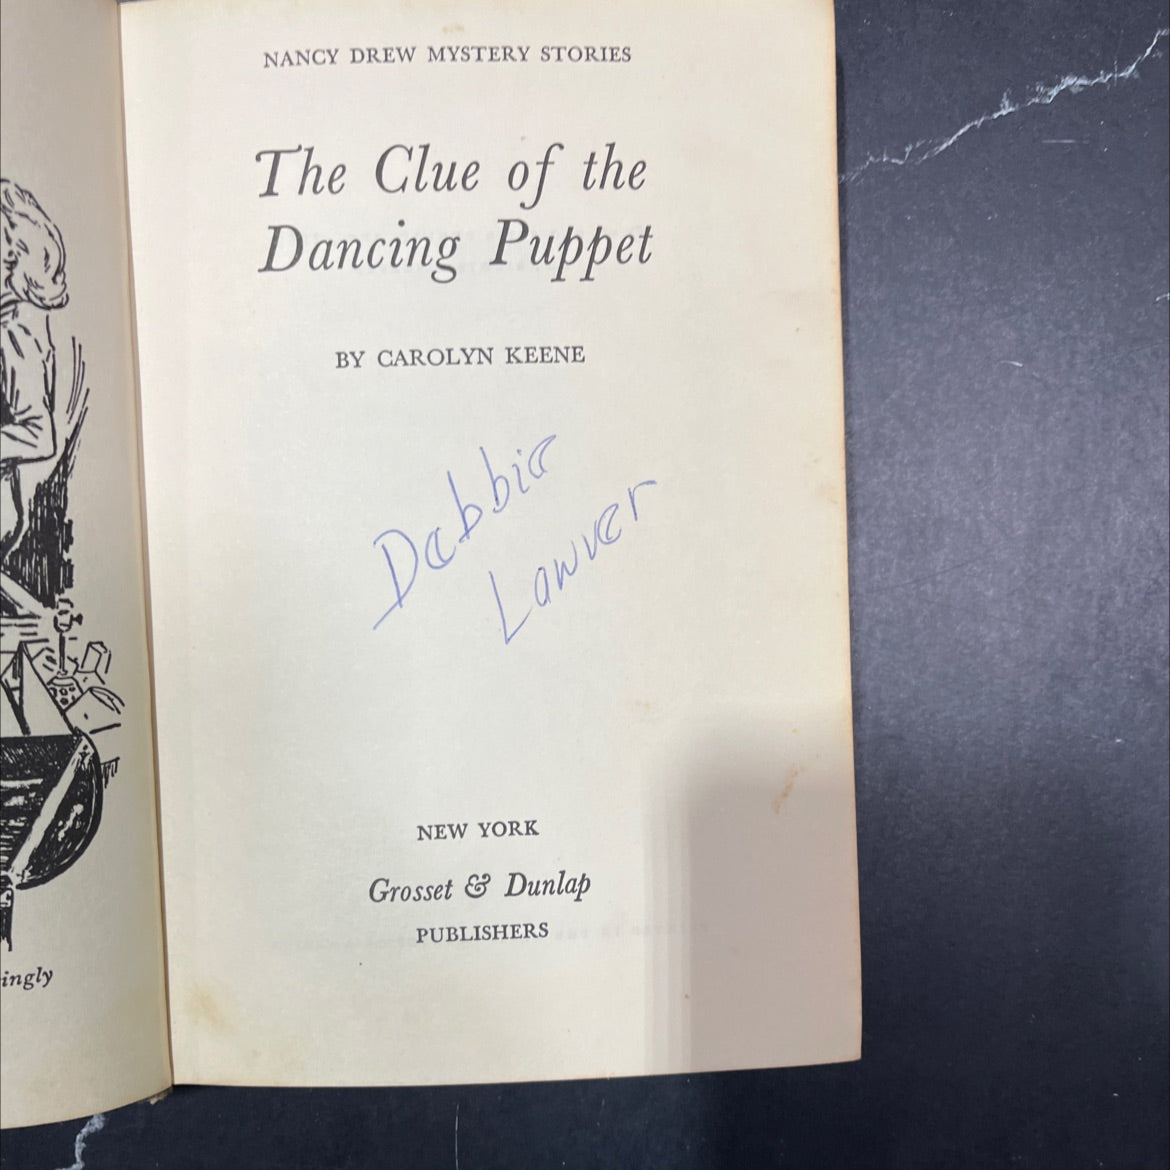 NANCY DREW MYSTERY STORIES
The Clue of the
Dancing Puppet
BY CAROLYN KEENE
Debbie
Lawver
NEW YORK
Grosset & Dunlap
PUBLISHERS
ingly